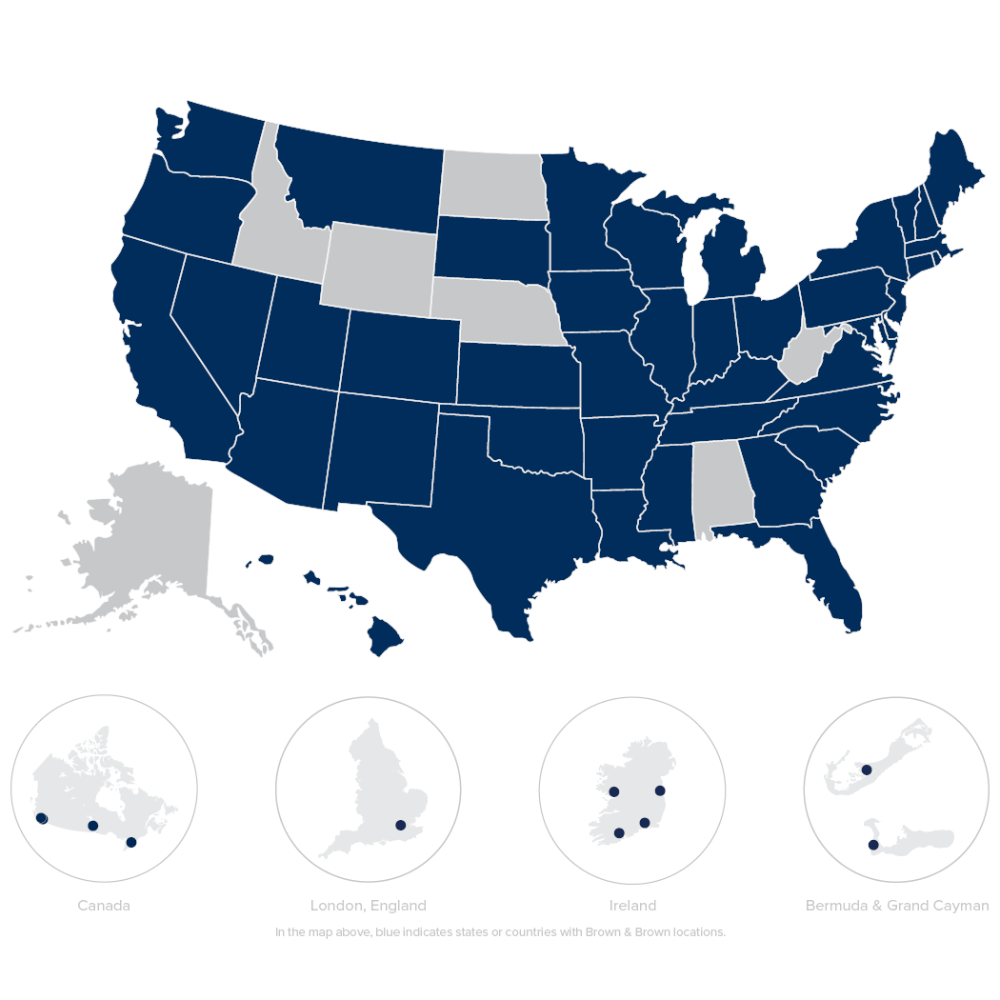 Canada
London, England
Ireland
Bermuda & Grand Cayman
In the map above, blue indicates states or countries with Brown & Brown locations.